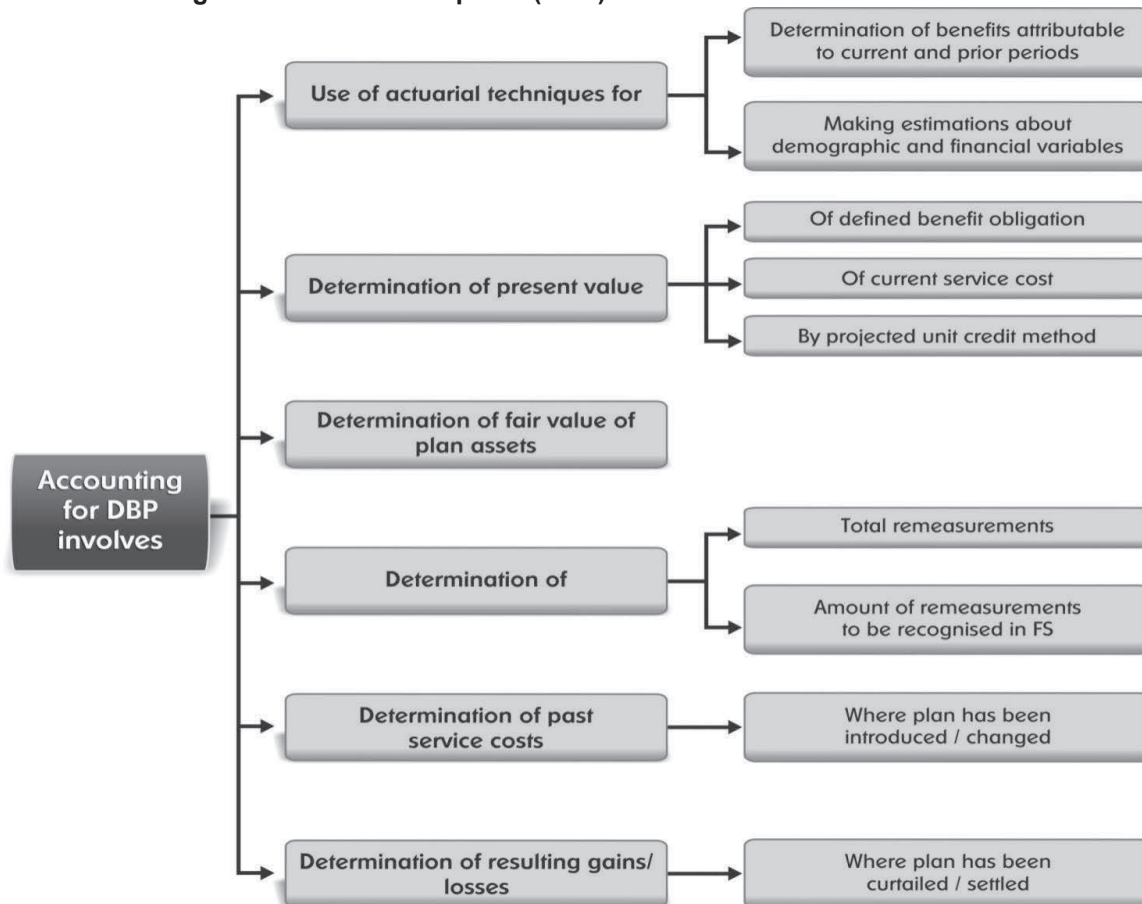 Accounting
for DBP
involves
Use of actuarial techniques for
Determination of benefits attributable
to current and prior periods
Making estimations about
demographic and financial variables
Determination of present value
Of defined benefit obligation
Of current service cost
By projected unit credit method
Determination of fair value of
plan assets
Determination of
Total remeasurements
Amount of remeasurements
to be recognised in FS
Determination of past
service costs
Where plan has been
introduced / changed
Determination of resulting gains/
losses
Where plan has been
curtailed / settled